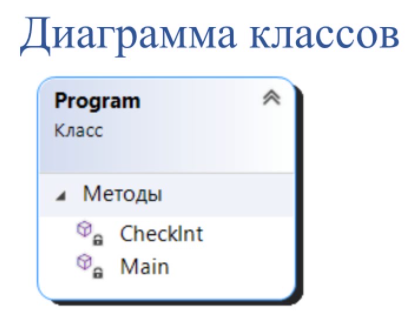 Диаграмма классов
Program
Класс
Методы
CheckInt
Main